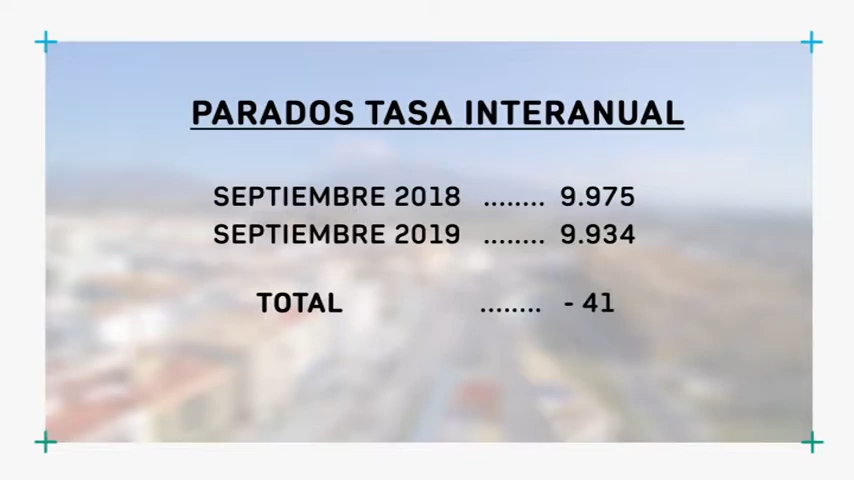 PARADOS TASA INTERANUAL
SEPTIEMBRE 2018 ........ 9.975
SEPTIEMBRE 2019 ........ 9.934
TOTAL ........ - 41